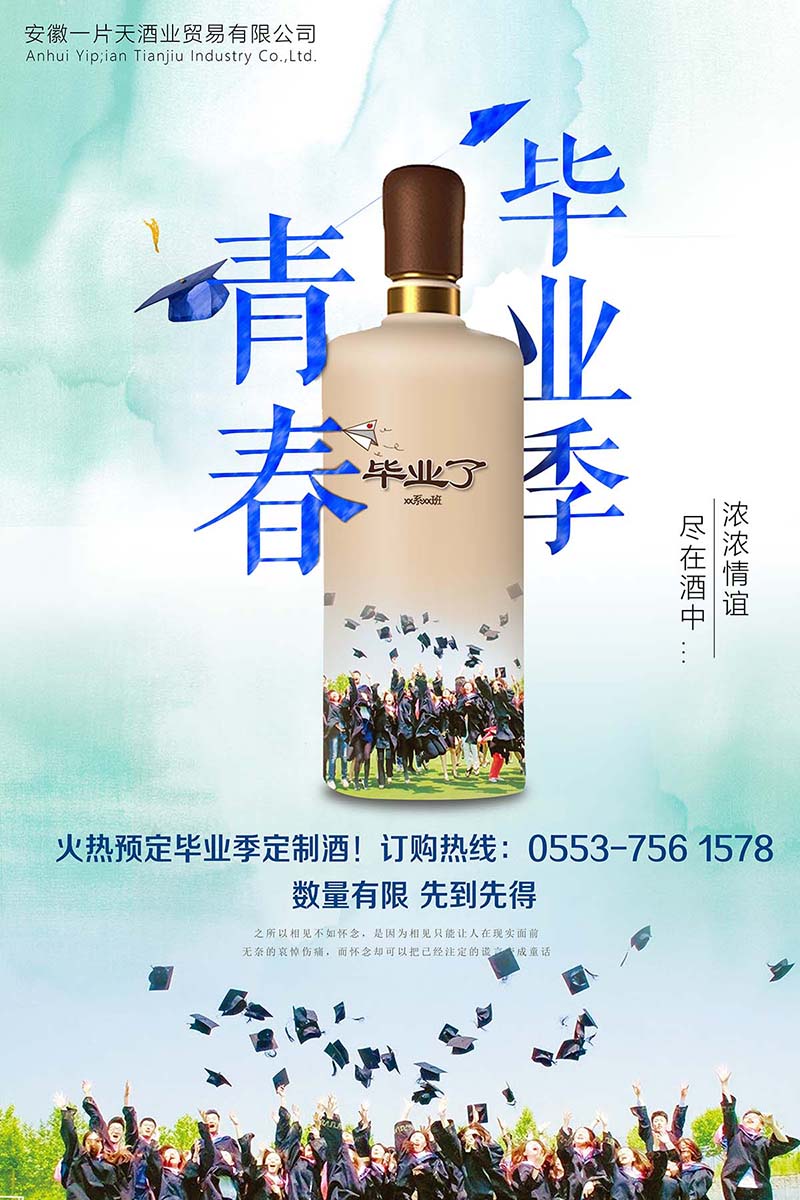 安徽一片天酒业贸易有限公司
Anhui Yip;ian Tianjiu Industry Co.,Ltd.
青春
毕业季
毕业了
xx系xx班
浓浓情谊
尽在酒中...
火热预定毕业季定制酒！订购热线：0553-756 1578
数量有限 先到先得
之所以相见不如怀念，是因为相见只能让人在现实面前
无奈的哀悼伤痛，而怀念却可以把已经注定的谎言变成童话